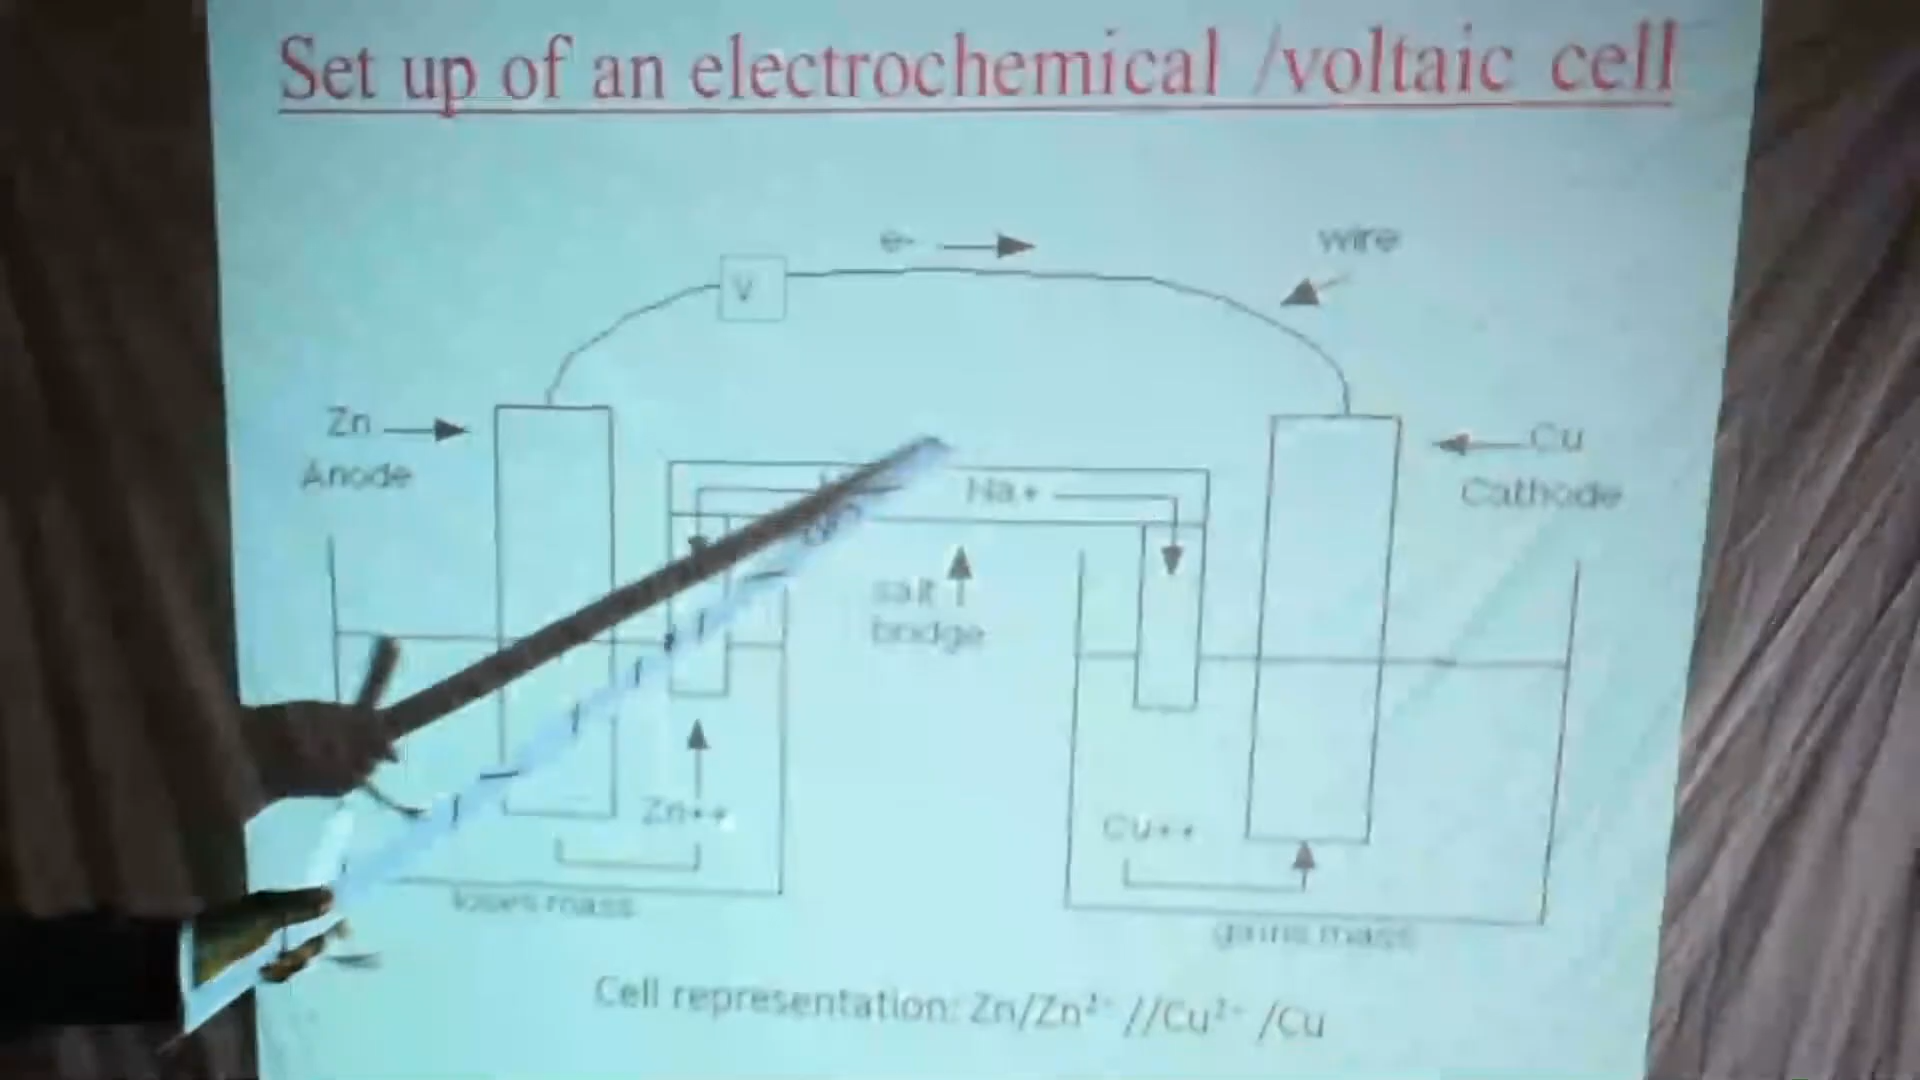 Set up of an electrochemical /voltaic cell
e-
wire
V
Zn
Anode
Cu
Cathode
Na+
salt
bridge
Zn++
Cu++
loses mass
gains mass
Cell representation: Zn/Zn²⁺ //Cu²⁺ /Cu